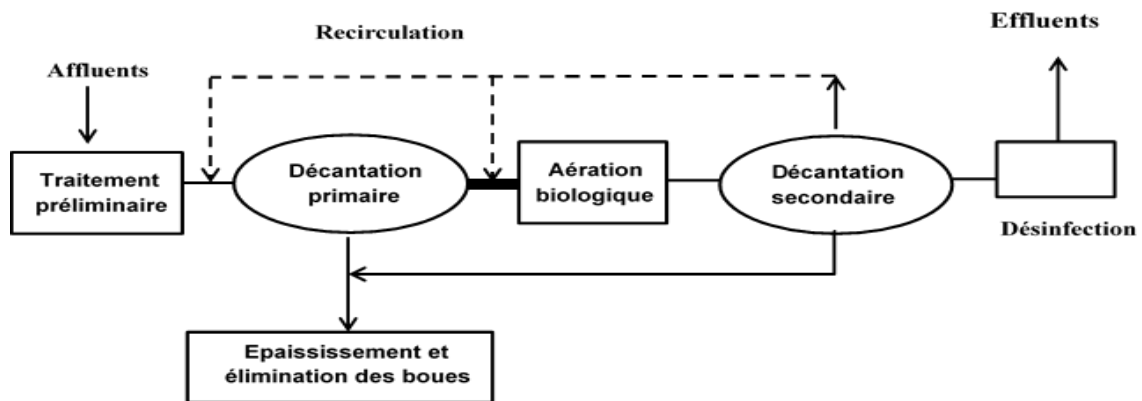 Effluents
Recirculation
Affluents
Traitement
préliminaire
Décantation
primaire
Aération
biologique
Décantation
secondaire
Désinfection
Epaississement et
élimination des boues